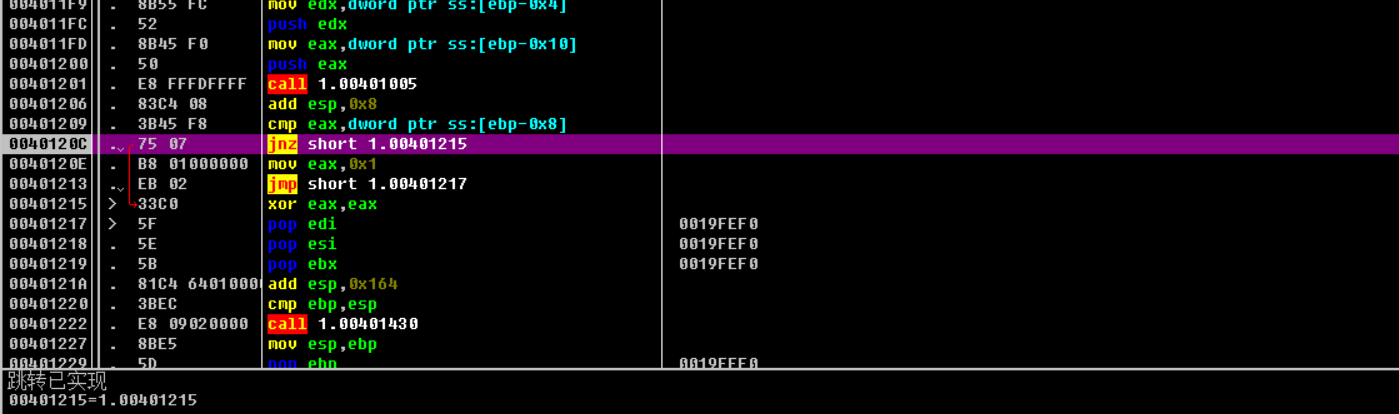 004011F9 . 8B55 FC mov edx,dword ptr ss:[ebp-0x4]
004011FC . 52 push edx
004011FD . 8B45 F0 mov eax,dword ptr ss:[ebp-0x10]
00401200 . 50 push eax
00401201 . E8 FFFDFFFF call 1.00401005
00401206 . 83C4 08 add esp,0x8
00401209 . 3B45 F8 cmp eax,dword ptr ss:[ebp-0x8]
0040120C . 75 07 jnz short 1.00401215
0040120E . B8 01000000 mov eax,0x1
00401213 . EB 02 jmp short 1.00401217
00401215 > 33C0 xor eax,eax
00401217 > 5F pop edi 0019FEF0
00401218 . 5E pop esi 0019FEF0
00401219 . 5B pop ebx 0019FEF0
0040121A . 81C4 6401000 add esp,0x164
00401220 . 3BEC cmp ebp,esp
00401222 . E8 09020000 call 1.00401430
00401227 . 8BE5 mov esp,ebp
00401229 . 5D pop ebp 0019FEF0
跳转已实现
00401215=1.00401215